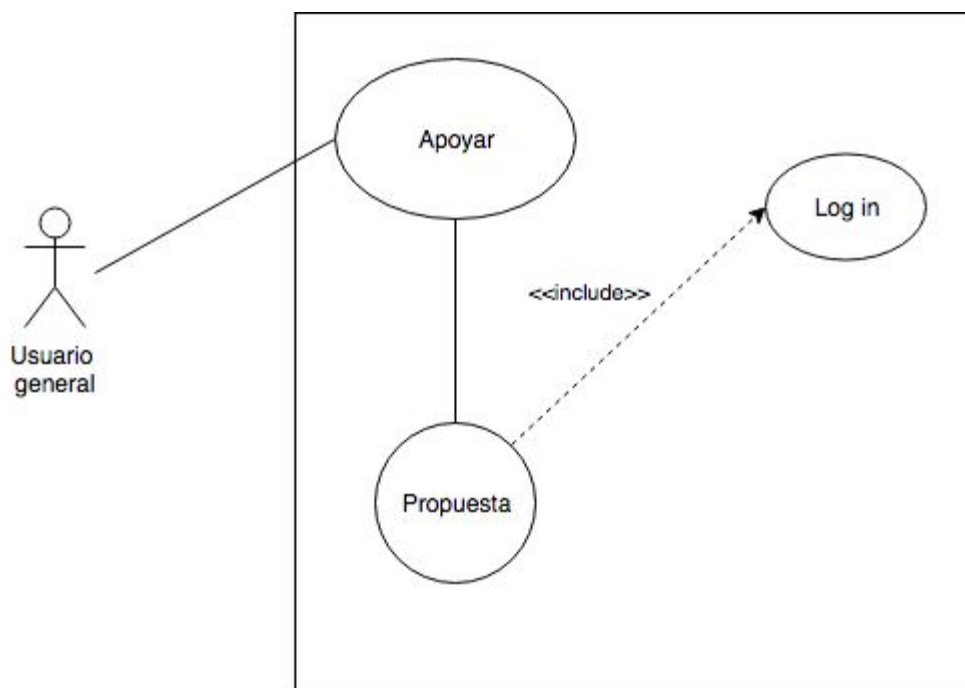 Apoyar
Log in
<<include>>
Usuario
general
Propuesta